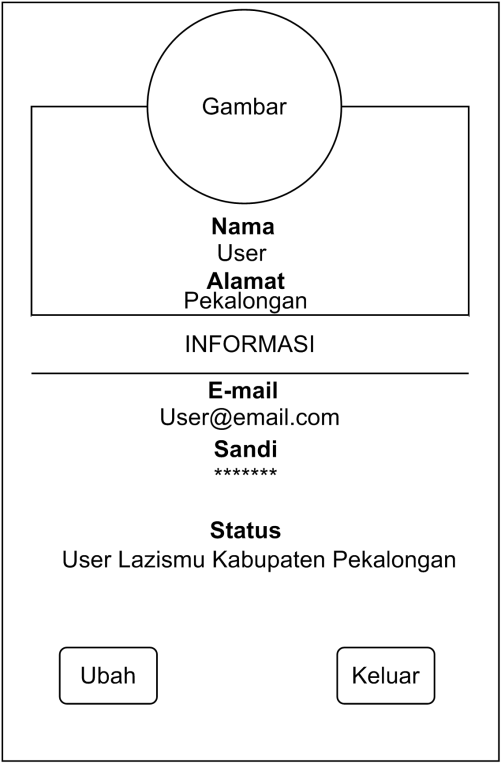 Gambar
Nama
User
Alamat
Pekalongan
INFORMASI
E-mail
User@email.com
Sandi
*******
Status
User Lazismu Kabupaten Pekalongan
Ubah
Keluar